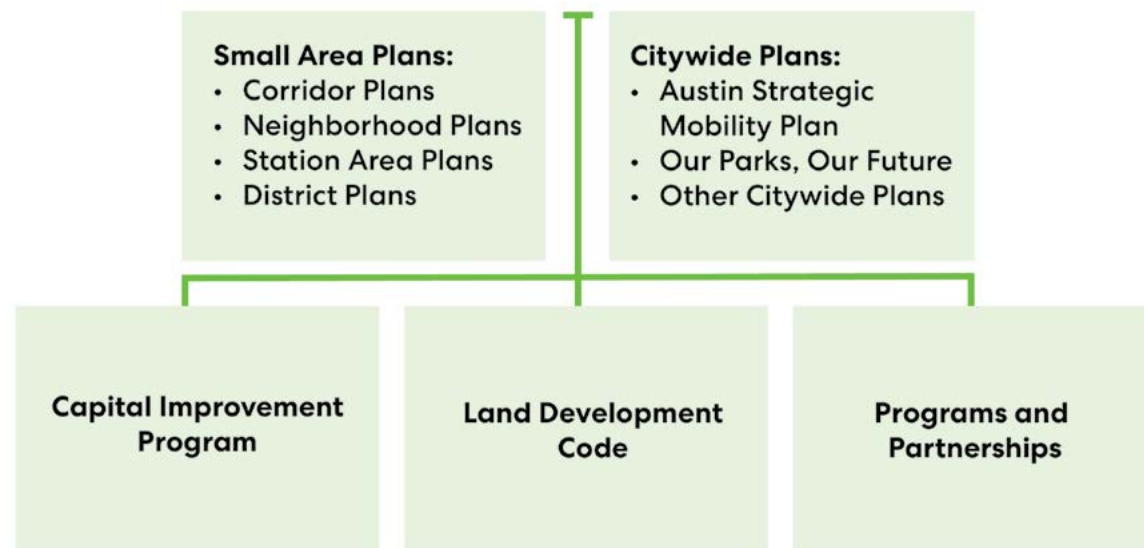 Small Area Plans:
• Corridor Plans
• Neighborhood Plans
• Station Area Plans
• District Plans
Citywide Plans:
• Austin Strategic
Mobility Plan
• Our Parks, Our Future
• Other Citywide Plans
Capital Improvement
Program
Land Development
Code
Programs and
Partnerships